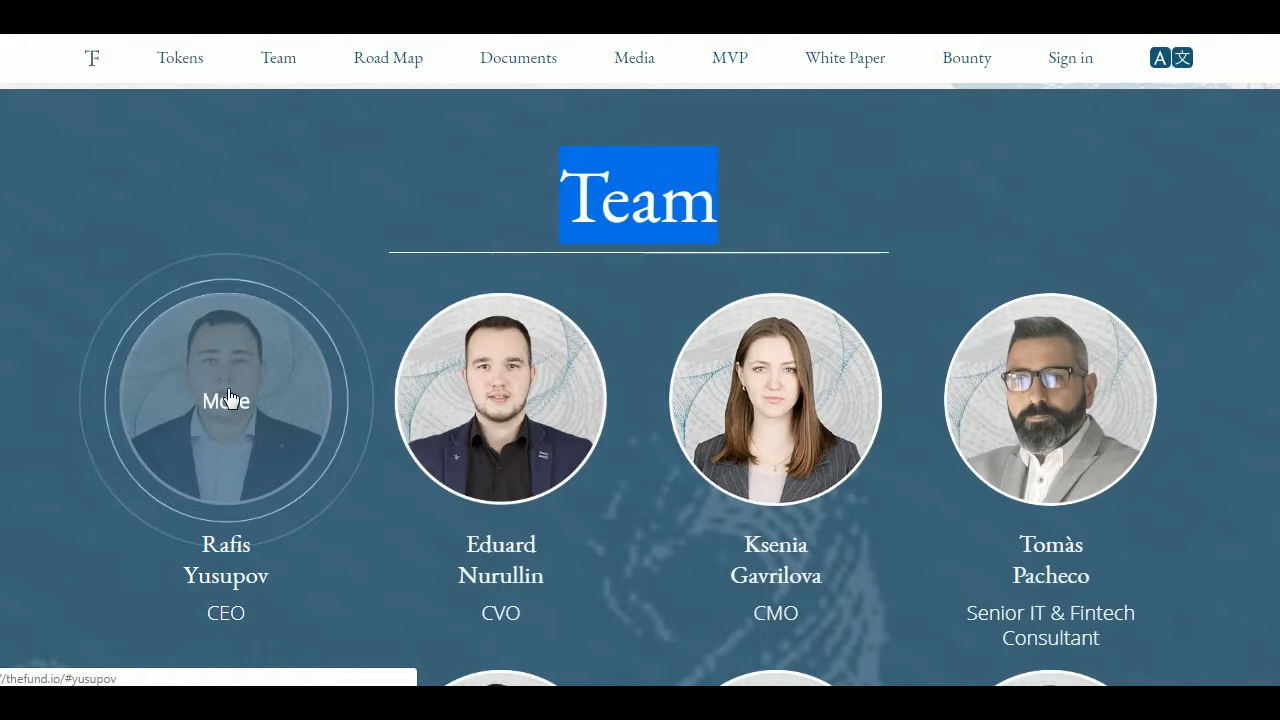 Tokens Team Road Map Documents Media MVP White Paper Bounty Sign in A文
Team
More
Rafis Yusupov
CEO
Eduard Nurullin
CVO
Ksenia Gavrilova
CMO
Tomàs Pacheco
Senior IT & Fintech Consultant
//thefund.io/#yusupov